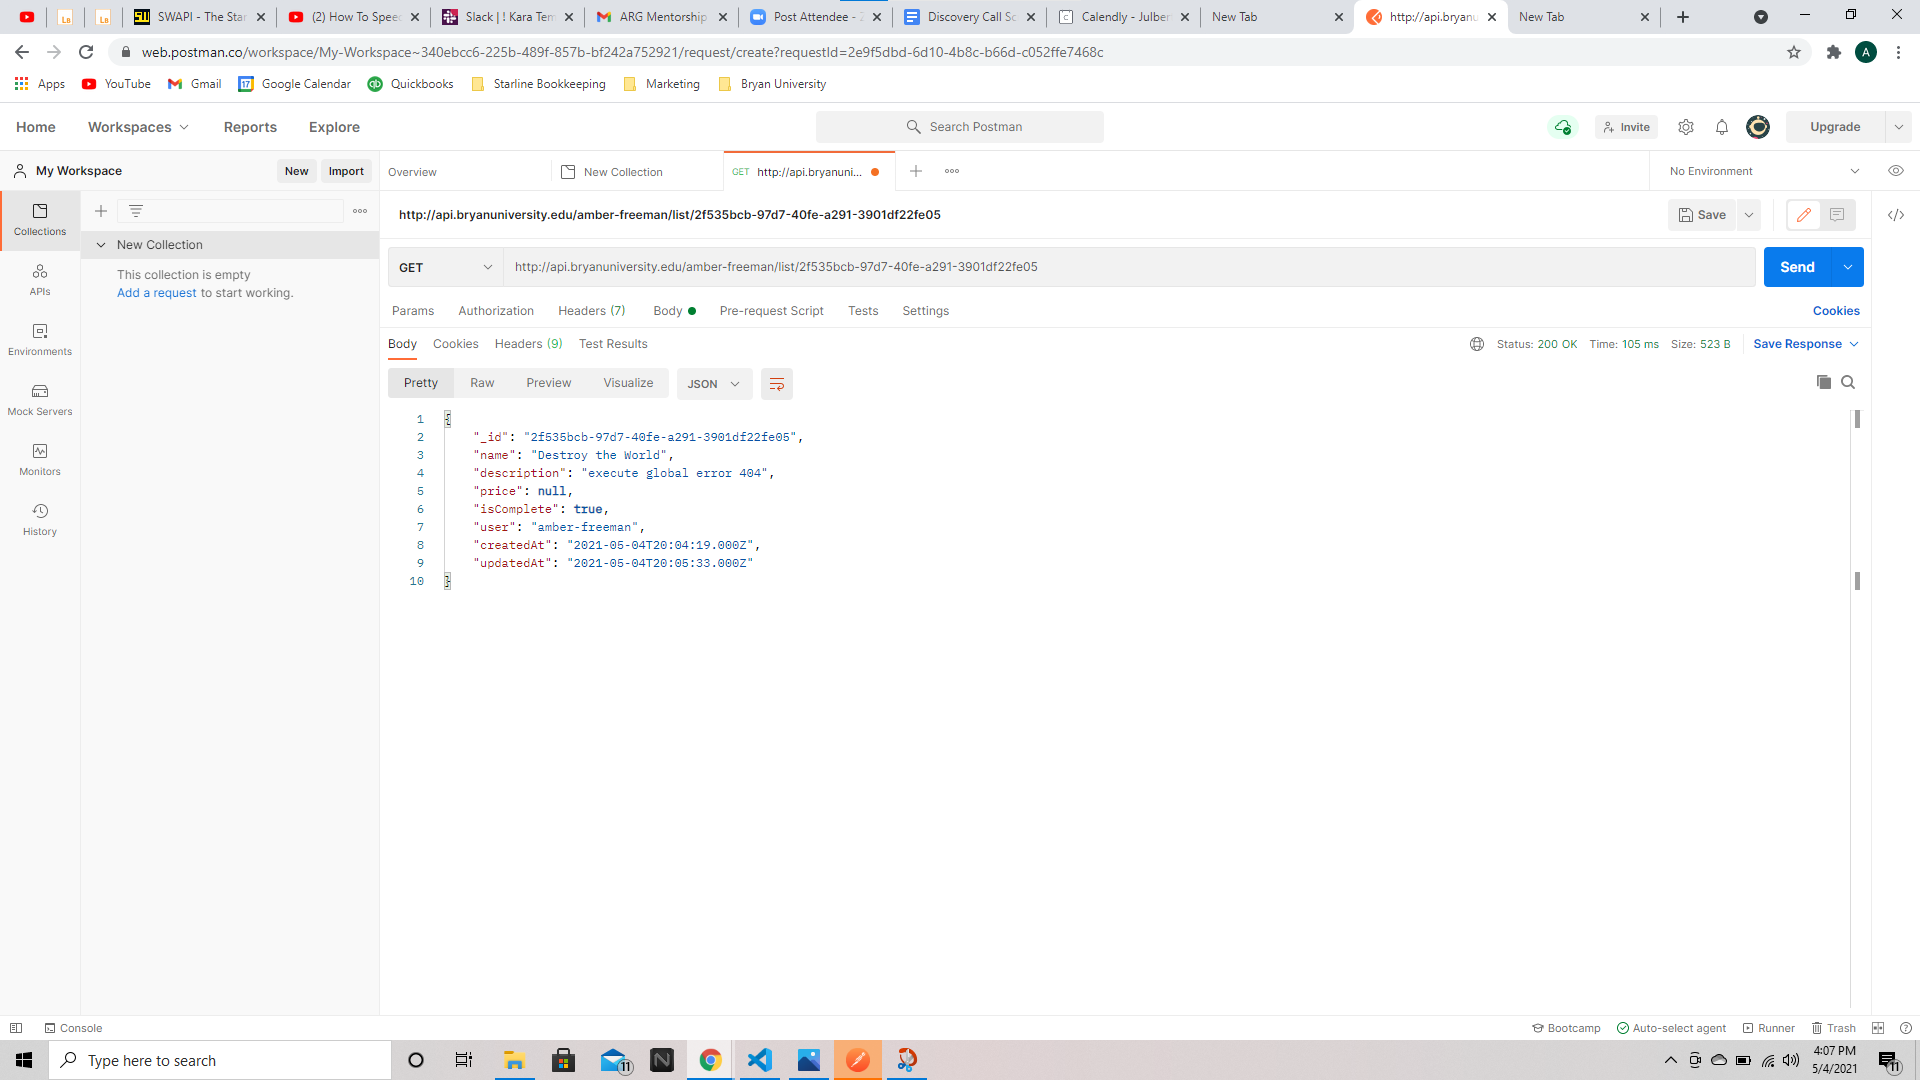 SWAPI - The Star
(2) How To Speed
Slack | ! Kara Tem
ARG Mentorship
Post Attendee - Z
Discovery Call Sc
Calendly - Julber
New Tab
http://api.bryanu
New Tab
web.postman.co/workspace/My-Workspace~340ebcc6-225b-489f-857b-bf242a752921/request/create?requestId=2e9f5dbd-6d10-4b8c-b66d-c052ffe7468c
A
Apps YouTube Gmail 17 Google Calendar qb Quickbooks Starline Bookkeeping Marketing Bryan University
Home Workspaces Reports Explore Search Postman Invite Upgrade
My Workspace New Import Overview New Collection GET http://api.bryanuni... No Environment
http://api.bryanuniversity.edu/amber-freeman/list/2f535bcb-97d7-40fe-a291-3901df22fe05 Save
Collections
New Collection
This collection is empty
Add a request to start working.
APIs
Environments
Mock Servers
Monitors
History
GET http://api.bryanuniversity.edu/amber-freeman/list/2f535bcb-97d7-40fe-a291-3901df22fe05 Send
Params Authorization Headers (7) Body Pre-request Script Tests Settings Cookies
Body Cookies Headers (9) Test Results Status: 200 OK Time: 105 ms Size: 523 B Save Response
Pretty Raw Preview Visualize JSON
1 {
2 "_id": "2f535bcb-97d7-40fe-a291-3901df22fe05",
3 "name": "Destroy the World",
4 "description": "execute global error 404",
5 "price": null,
6 "isComplete": true,
7 "user": "amber-freeman",
8 "createdAt": "2021-05-04T20:04:19.000Z",
9 "updatedAt": "2021-05-04T20:05:33.000Z"
10 }
Console Bootcamp Auto-select agent Runner Trash
Type here to search
11
4:07 PM
5/4/2021
11